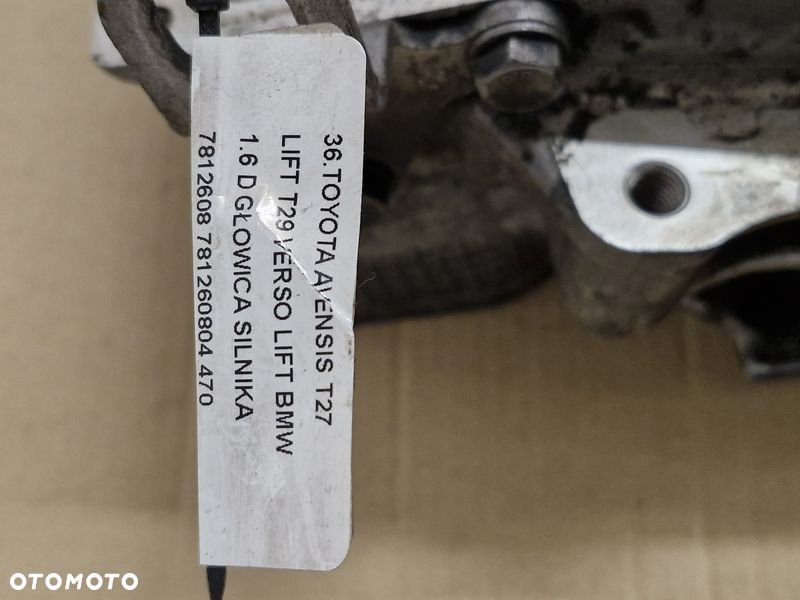 36.TOYOTA AVENSIS T27
LIFT T29 VERSO LIFT BMW
1.6 D GŁOWICA SILNIKA
7812608 781260804 470
OTOMOTO